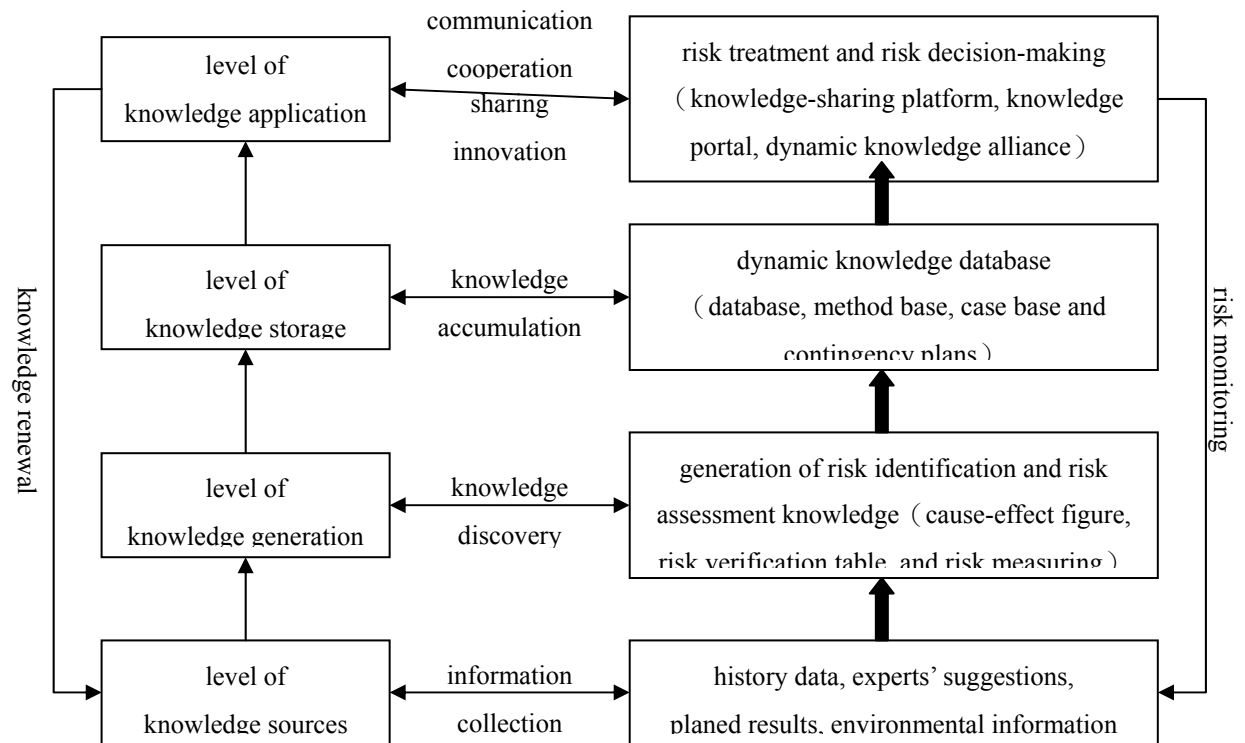 communication
cooperation
sharing
innovation
level of
knowledge application
risk treatment and risk decision-making
（knowledge-sharing platform, knowledge
portal, dynamic knowledge alliance）
level of
knowledge storage
knowledge
accumulation
dynamic knowledge database
（database, method base, case base and
contingency plans）
knowledge renewal
risk monitoring
level of
knowledge generation
knowledge
discovery
generation of risk identification and risk
assessment knowledge（cause-effect figure,
risk verification table, and risk measuring）
level of
knowledge sources
information
collection
history data, experts’ suggestions,
planed results, environmental information